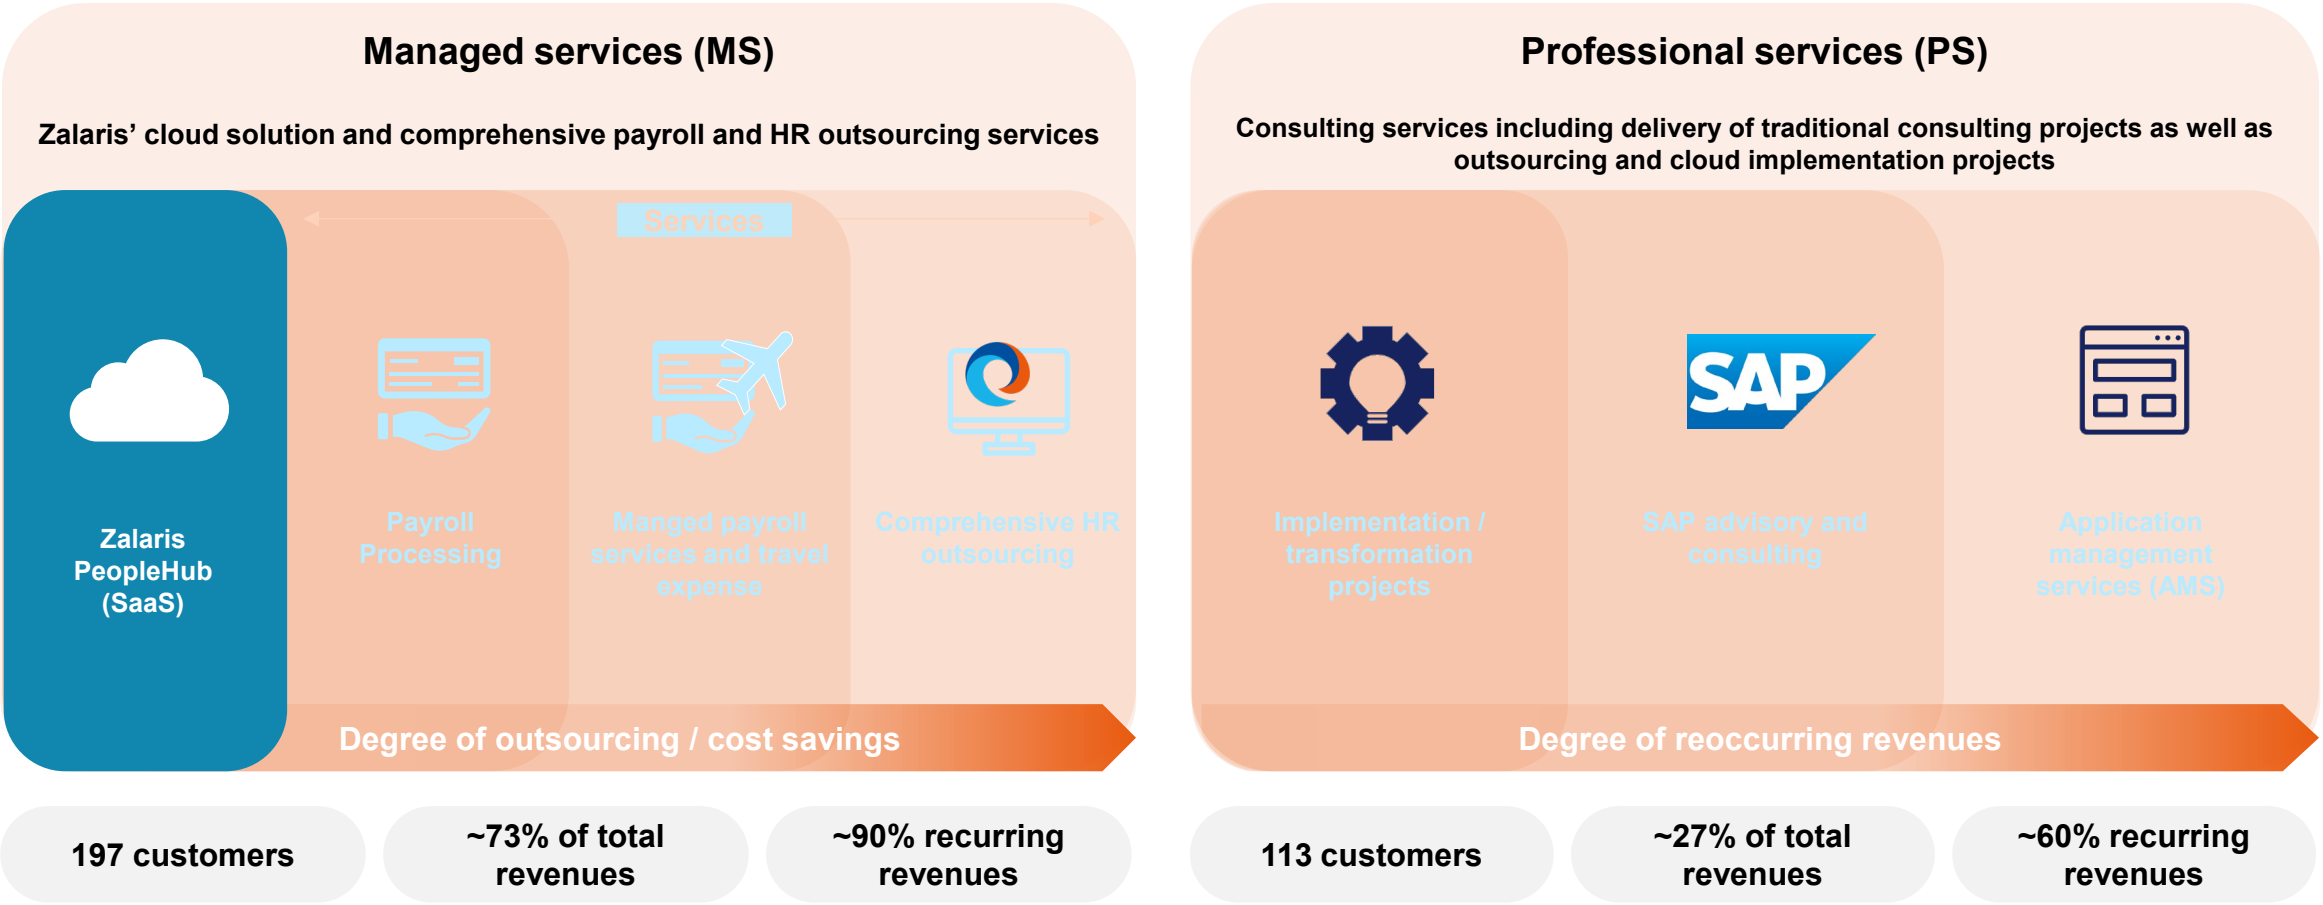 Managed services (MS)
Zalaris’ cloud solution and comprehensive payroll and HR outsourcing services
Services
Zalaris
PeopleHub
(SaaS)
Payroll
Processing
Manged payroll
services and travel
expense
Comprehensive HR
outsourcing
Degree of outsourcing / cost savings
197 customers
~73% of total
revenues
~90% recurring
revenues
Professional services (PS)
Consulting services including delivery of traditional consulting projects as well as
outsourcing and cloud implementation projects
Implementation /
transformation
projects
SAP
SAP advisory and
consulting
Application
management
services (AMS)
Degree of reoccurring revenues
113 customers
~27% of total
revenues
~60% recurring
revenues